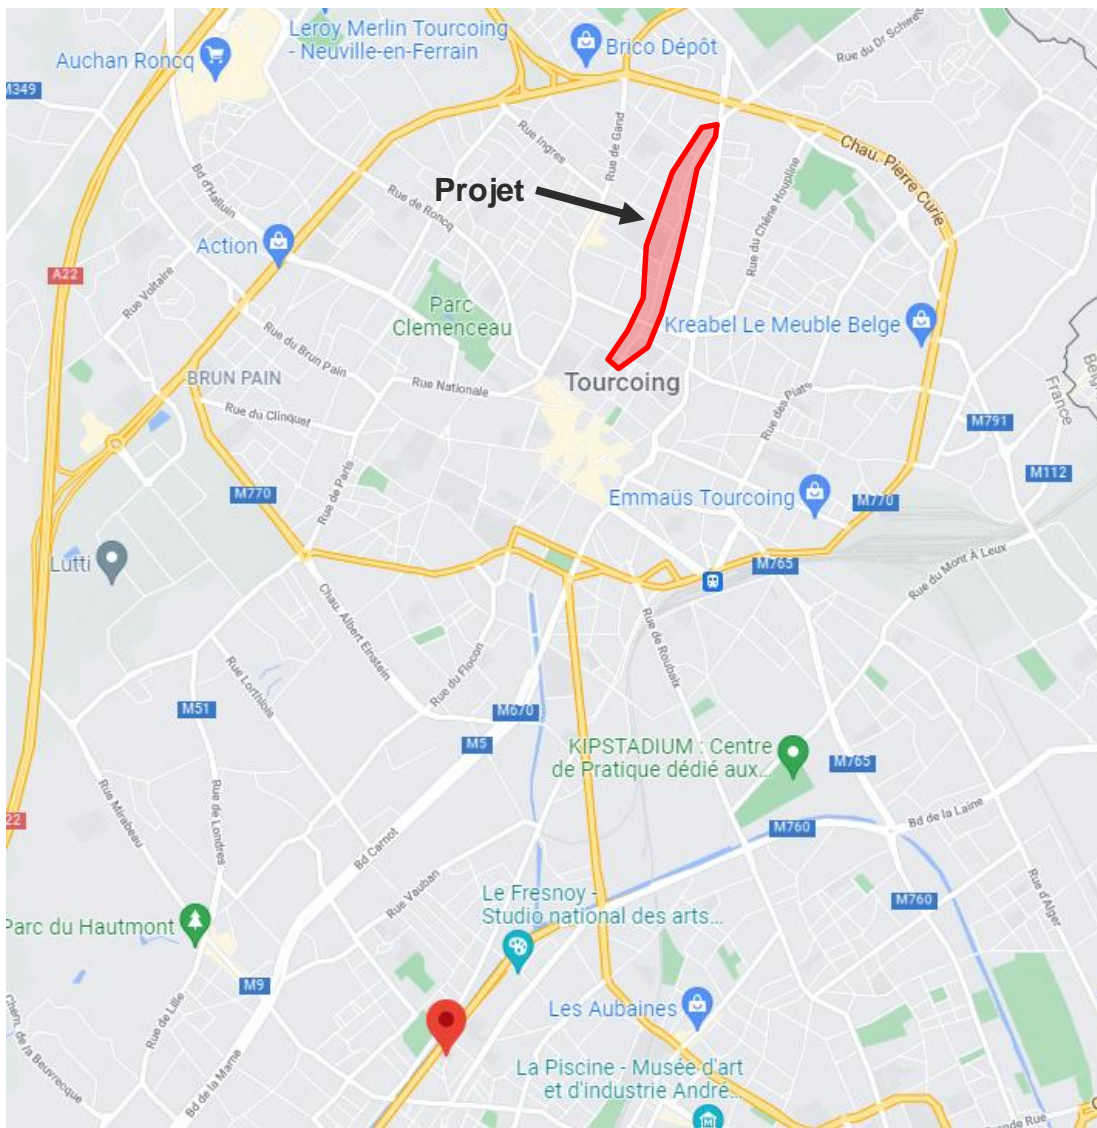 Leroy Merlin Tourcoing
- Neuville-en-Ferrain
Brico Dépôt
Rue du Dr Schwe
Auchan Roncq
M349
Rue Ingres
Rue de Gand
Chau. Pierre Curie
Bd d'Halluin
Rue de Roncq
Projet
Rue du Chêne Houpline
Action
A22
Rue Voltaire
Parc
Clemenceau
Kreabel Le Meuble Belge
Rue du Brun Pain
BRUN PAIN
Rue Nationale
Tourcoing
France
Rue du Clinquet
Rue des Piats
M791
M112
Rue de Paris
M770
Emmaüs Tourcoing
M770
Lutti
M765
Rue du Mont À Leux
Chau. Albert Einstein
Rue du Flocon
Rue de Roubaix
Rue Lorthiois
M51
M670
M5
KIPSTADIUM : Centre
de Pratique dédié aux...
M765
Rue Mirabeau
Rue de Londres
22
M760
Bd de la Laine
Bd Carnot
Rue Vauban
Le Fresnoy -
Studio national des arts...
M760
Rue d'Alger
Parc du Hautmont
M9
Rue de Lille
Les Aubaines
Chem. de la Beuvrecque
Bd de la Marne
La Piscine - Musée d'art
et d'industrie André...
M
Grande Rue